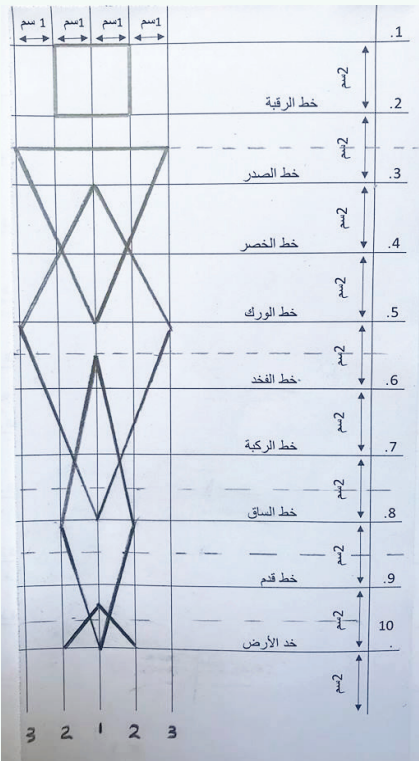 1 سم 1سم 1سم 1سم
1.
2سم
خط الرقبة
2.
2سم
خط الصدر
3.
2سم
خط الخصر
4.
2سم
خط الورك
5.
2سم
خط الفخد
6.
2سم
خط الركبة
7.
2سم
خط الساق
8.
2سم
خط قدم
9.
2سم
10
خد الأرض
.
2سم
3 2 1 2 3